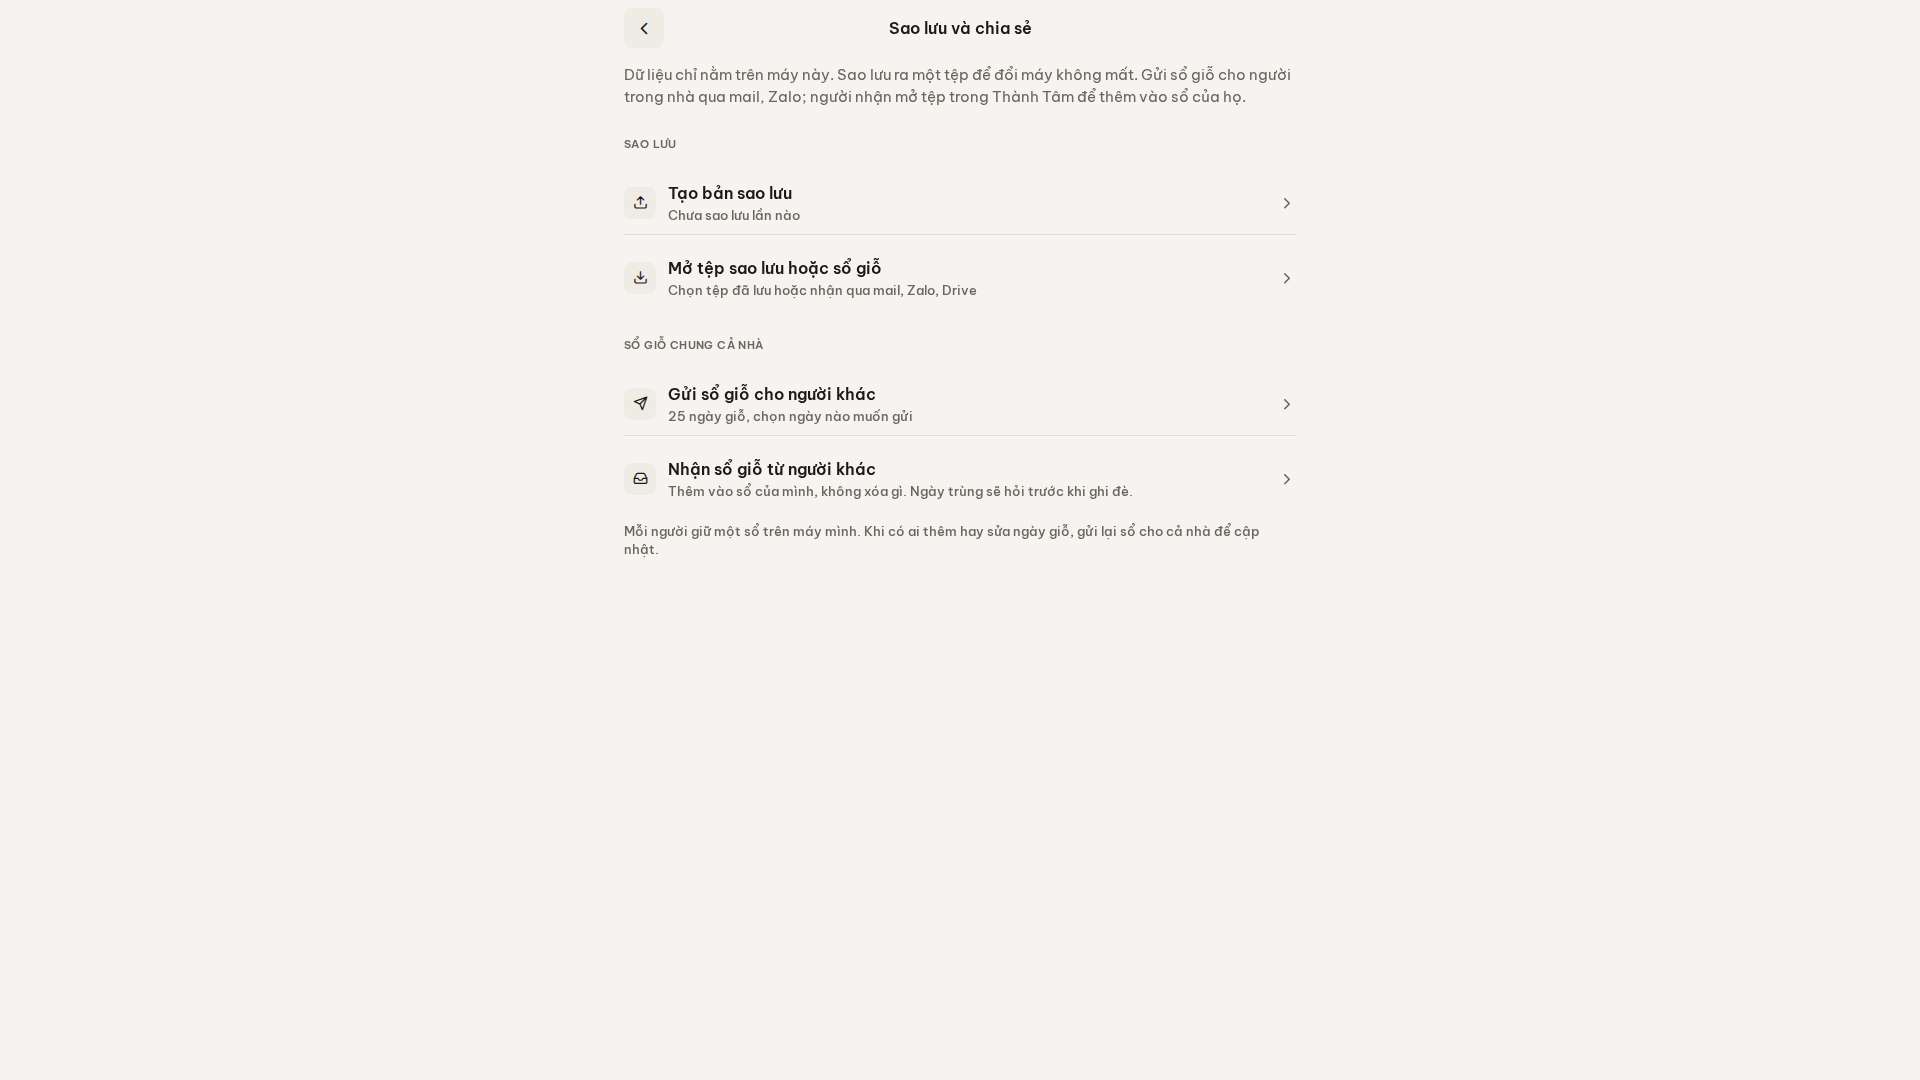 Sao lưu và chia sẻ
Dữ liệu chỉ nằm trên máy này. Sao lưu ra một tệp để đổi máy không mất. Gửi sổ giỗ cho người
trong nhà qua mail, Zalo; người nhận mở tệp trong Thành Tâm để thêm vào sổ của họ.
SAO LƯU
Tạo bản sao lưu
Chưa sao lưu lần nào
Mở tệp sao lưu hoặc sổ giỗ
Chọn tệp đã lưu hoặc nhận qua mail, Zalo, Drive
SỔ GIỖ CHUNG CẢ NHÀ
Gửi sổ giỗ cho người khác
25 ngày giỗ, chọn ngày nào muốn gửi
Nhận sổ giỗ từ người khác
Thêm vào sổ của mình, không xóa gì. Ngày trùng sẽ hỏi trước khi ghi đè.
Mỗi người giữ một sổ trên máy mình. Khi có ai thêm hay sửa ngày giỗ, gửi lại sổ cho cả nhà để cập
nhật.